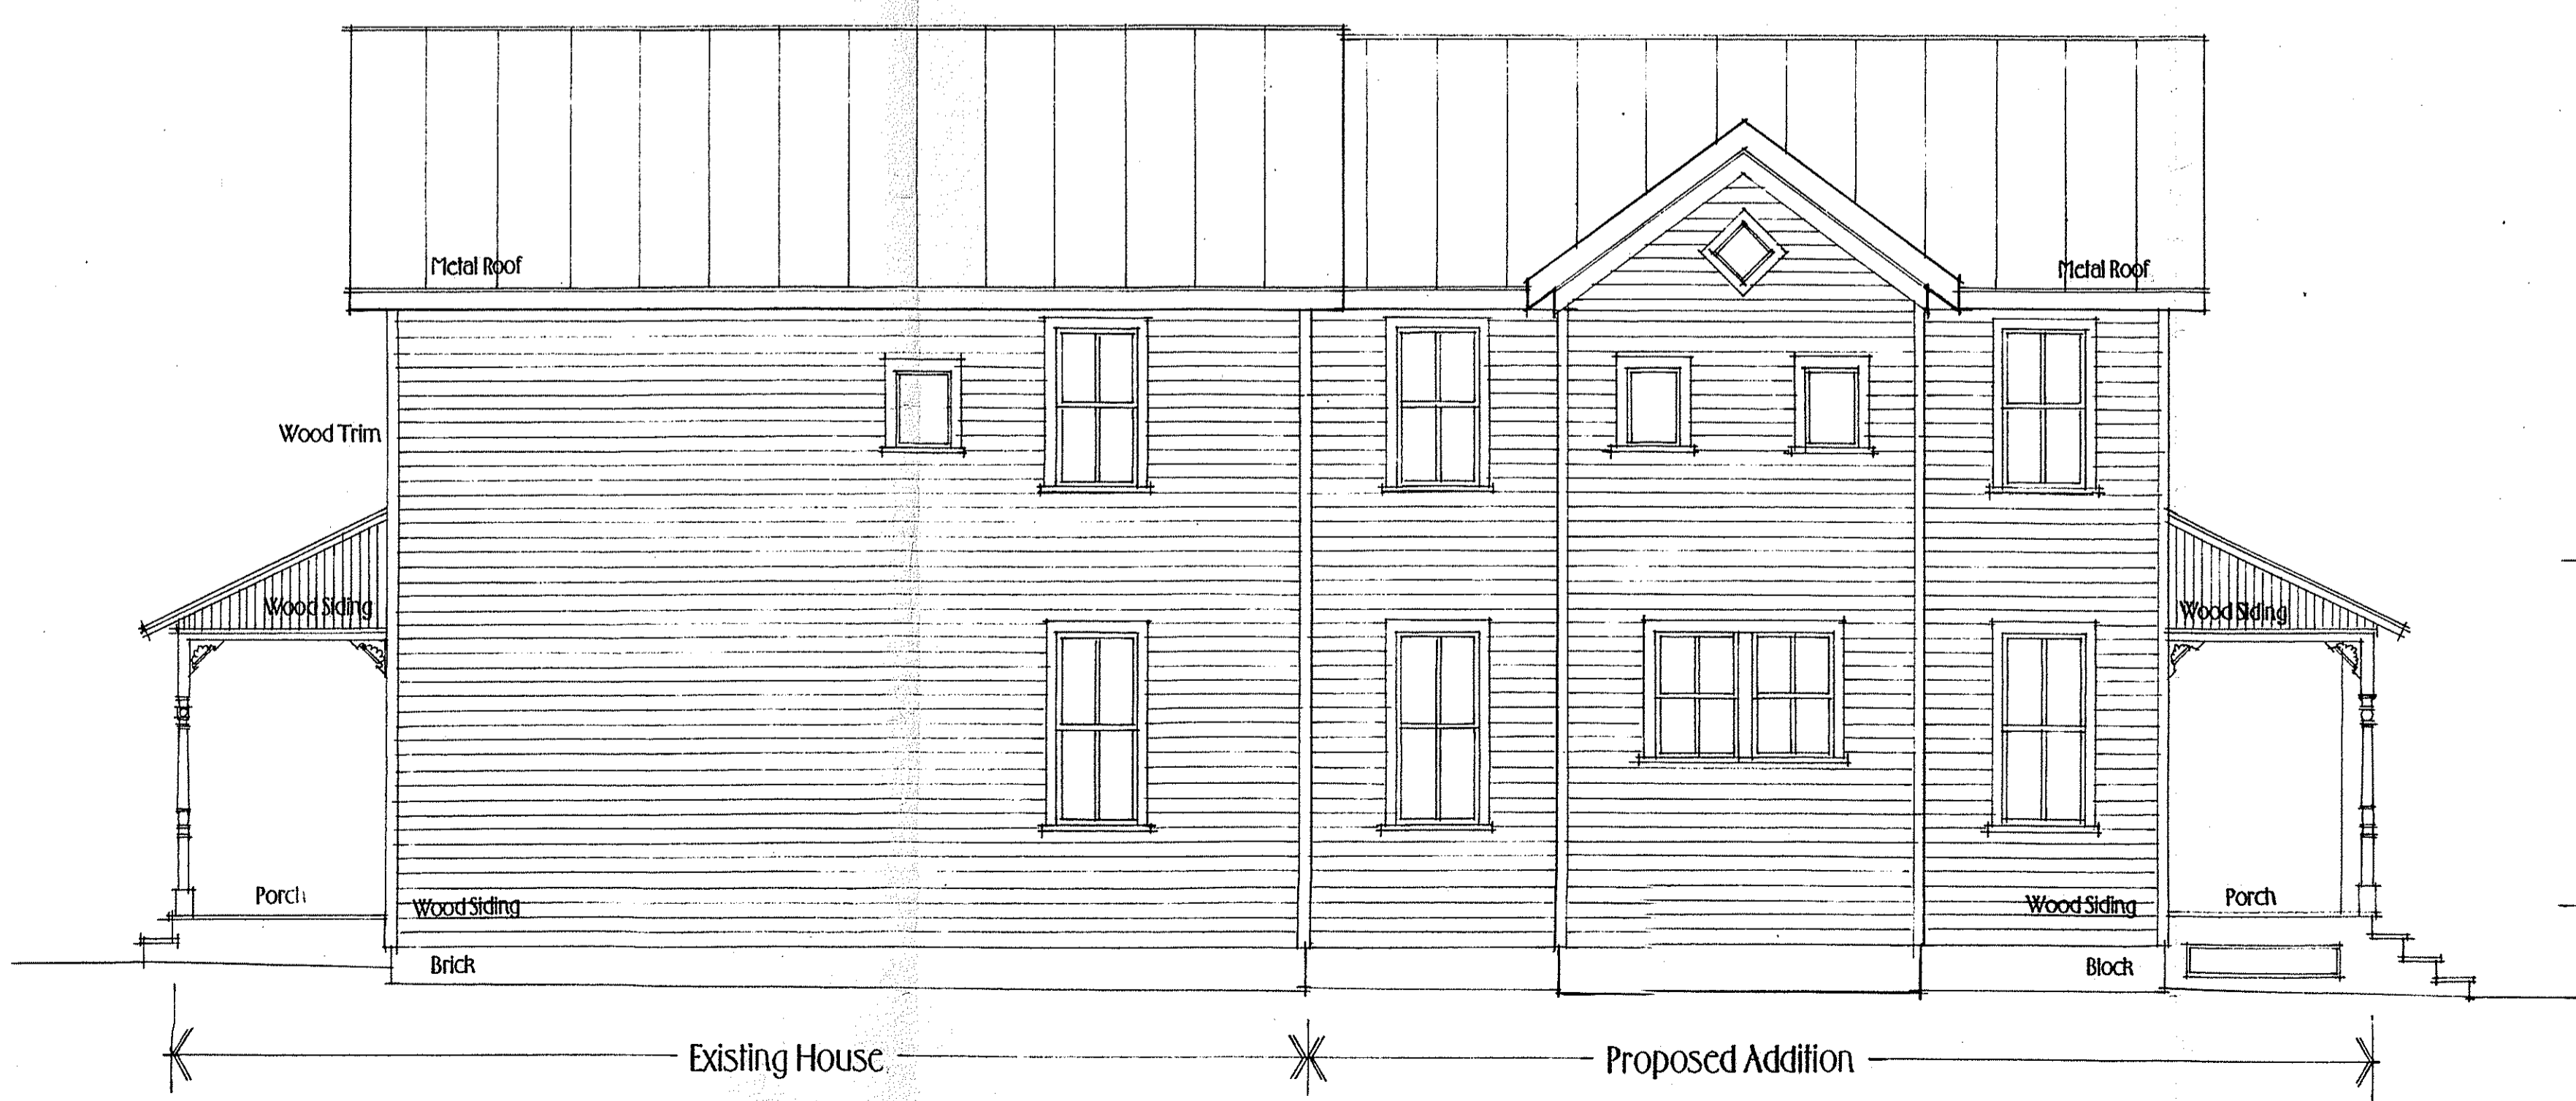 Metal Roof
Metal Roof
Wood Trim
Wood Siding
Wood Siding
Porch
Wood Siding
Wood Siding
Porch
Brick
Block
Existing House
Proposed Addition